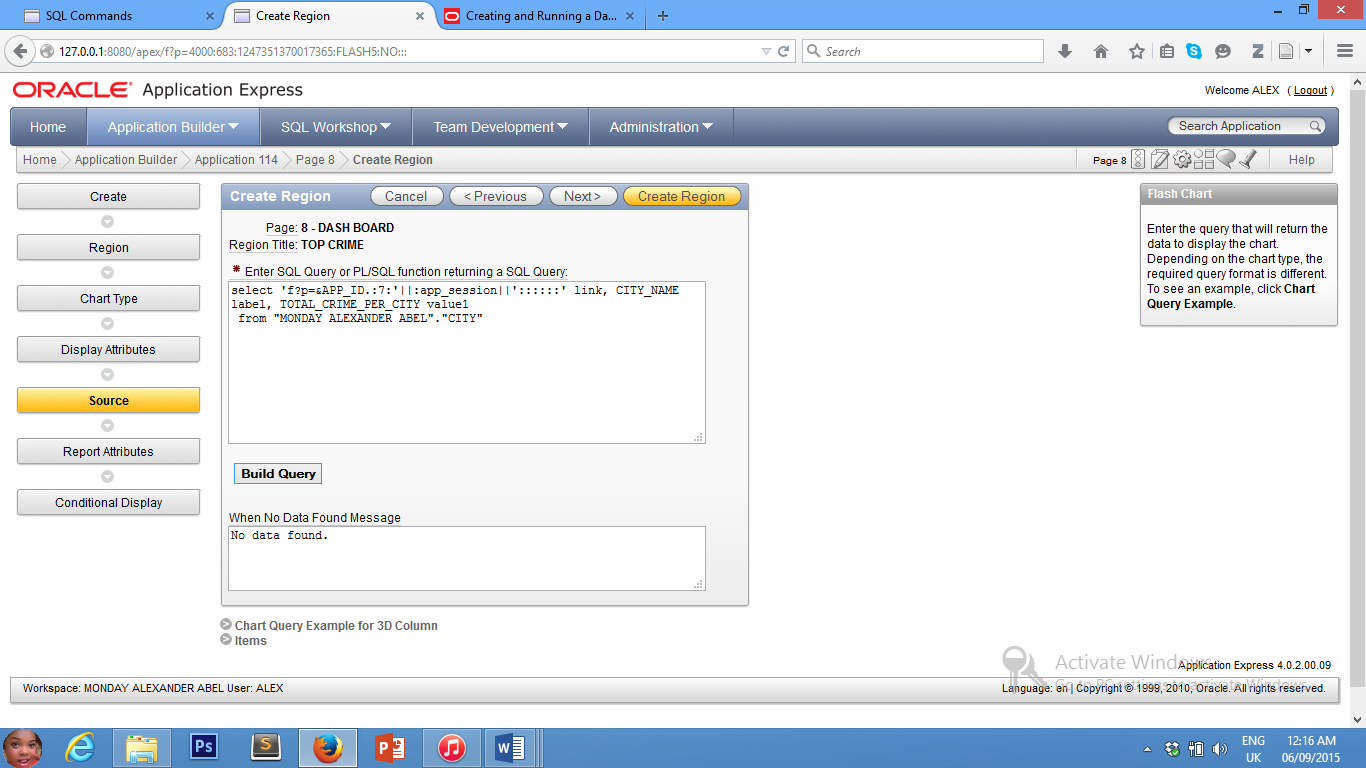 SQL Commands × Create Region × Creating and Running a Da... × +
127.0.0.1:8080/apex/f?p=4000:683:1247351370017365:FLASH5:NO::: Search
ORACLE® Application Express
Welcome ALEX ( Logout )
Home Application Builder SQL Workshop Team Development Administration Search Application
Home Application Builder Application 114 Page 8 Create Region Page 8 Help
Create
Region
Chart Type
Display Attributes
Source
Report Attributes
Conditional Display
Create Region Cancel < Previous Next > Create Region
Page: 8 - DASH BOARD
Region Title: TOP CRIME
* Enter SQL Query or PL/SQL function returning a SQL Query:
select 'f?p=&APP_ID.:7:'||:app_session||'::::::' link, CITY_NAME
label, TOTAL_CRIME_PER_CITY value1
from "MONDAY ALEXANDER ABEL"."CITY"
Build Query
When No Data Found Message
No data found.
Chart Query Example for 3D Column
Items
Flash Chart
Enter the query that will return the
data to display the chart.
Depending on the chart type, the
required query format is different.
To see an example, click Chart
Query Example.
Activate Windows
Go to PC settings to activate Windows.
Application Express 4.0.2.00.09
Workspace: MONDAY ALEXANDER ABEL User: ALEX
Language: en | Copyright © 1999, 2010, Oracle. All rights reserved.
Ps S P W
ENG
UK
12:16 AM
06/09/2015